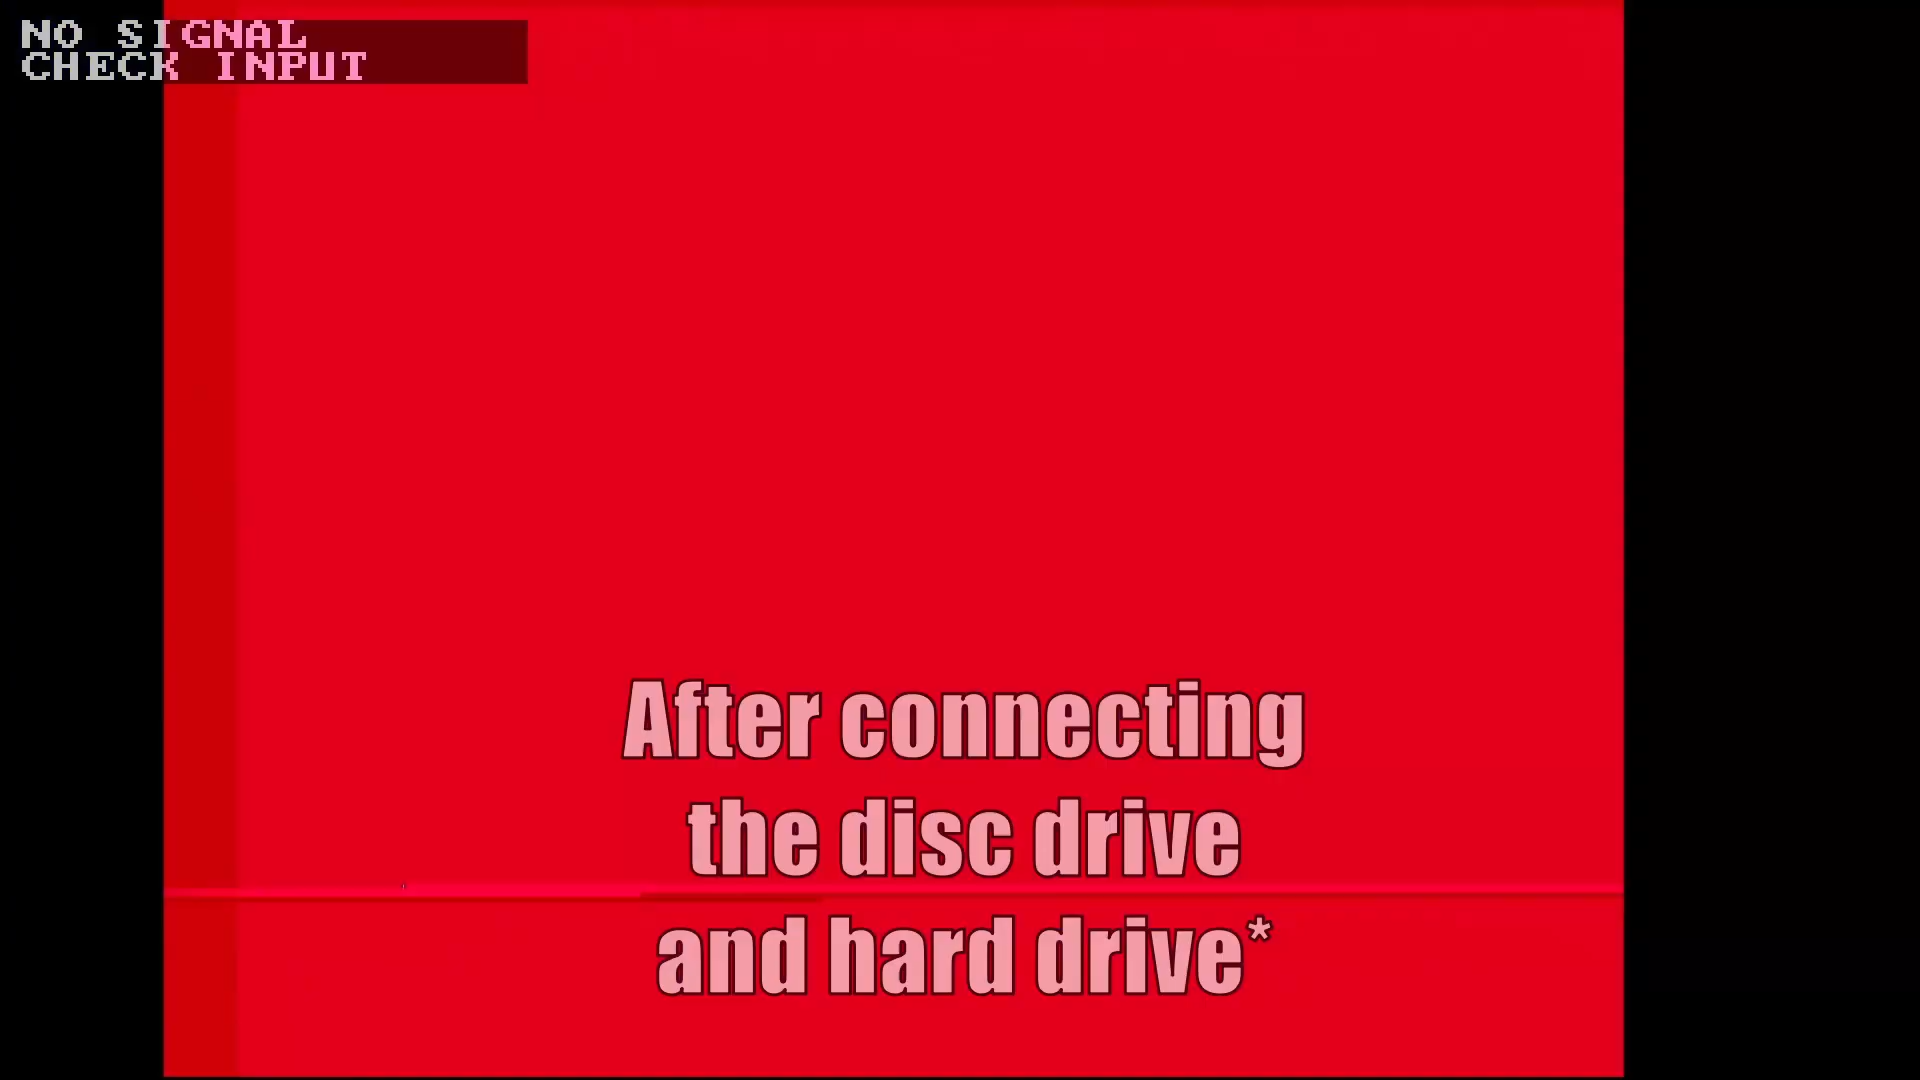 NO SIGNAL
CHECK INPUT
After connecting
the disc drive
and hard drive*